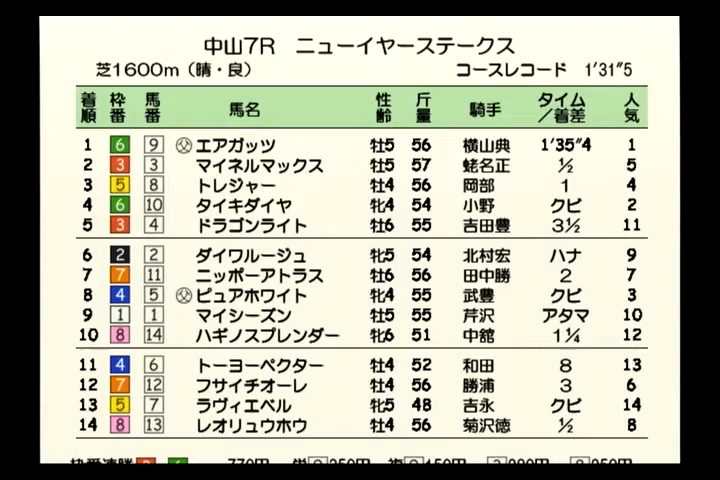 中山7R ニューイヤーステークス
芝1600m（晴・良） コースレコード 1'31"5
着順 枠番 馬番 馬名 性齢 斤量 騎手 タイム/着差 人気
1 6 9 父 エアガッツ 牡5 56 横山典 1'35"4 1
2 3 3 マイネルマックス 牡5 57 蛯名正 ½ 5
3 5 8 トレジャー 牡4 56 岡部 1 4
4 6 10 タイキダイヤ 牝4 54 小野 クビ 2
5 3 4 ドラゴンライト 牡6 55 吉田豊 3½ 11
6 2 2 ダイワルージュ 牝5 54 北村宏 ハナ 9
7 7 11 ニッポーアトラス 牡6 56 田中勝 2 7
8 4 5 父 ピュアホワイト 牝4 55 武豊 クビ 3
9 1 1 マイシーズン 牡5 55 芹沢 アタマ 10
10 8 14 ハギノスプレンダー 牝6 51 中舘 1¼ 12
11 4 6 トーヨーペクター 牡4 52 和田 8 13
12 7 12 フサイチオーレ 牡4 56 勝浦 3 6
13 5 7 ラヴィエベル 牝5 48 吉永 クビ 14
14 8 13 レオリュウホウ 牡4 56 菊沢徳 ½ 8